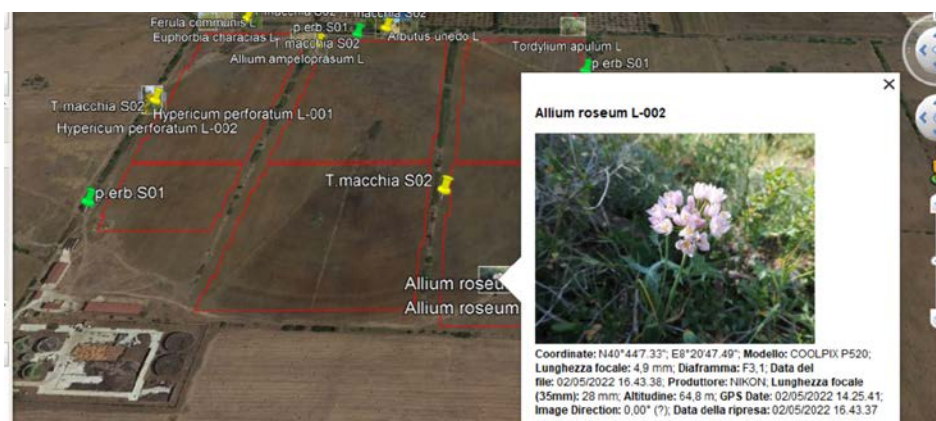 Ferula communis L
T.macchia S02
T.macchia S02
p.erb S01
Euphorbia characias L
Albutus unedo L
T.macchia S02
Allium ampeloprasum L
Tordylium apulum L
p.erb S01
T.macchia S02
Hypericum perforatum L-001
Hypericum perforatum L-002
p.erb S01
T.macchia S02
Allium
Allium roseum
Allium roseum L-002
Coordinate: N40°44'7.33"; E8°20'47.49"; Modello: COOLPIX P520;
Lunghezza focale: 4,9 mm; Diaframma: F3,1; Data del
file: 02/05/2022 16.43.38; Produttore: NIKON; Lunghezza focale
(35mm): 28 mm; Altitudine: 64,8 m; GPS Date: 02/05/2022 14.25.41;
Image Direction: 0,00° (?); Data della ripresa: 02/05/2022 16.43.37